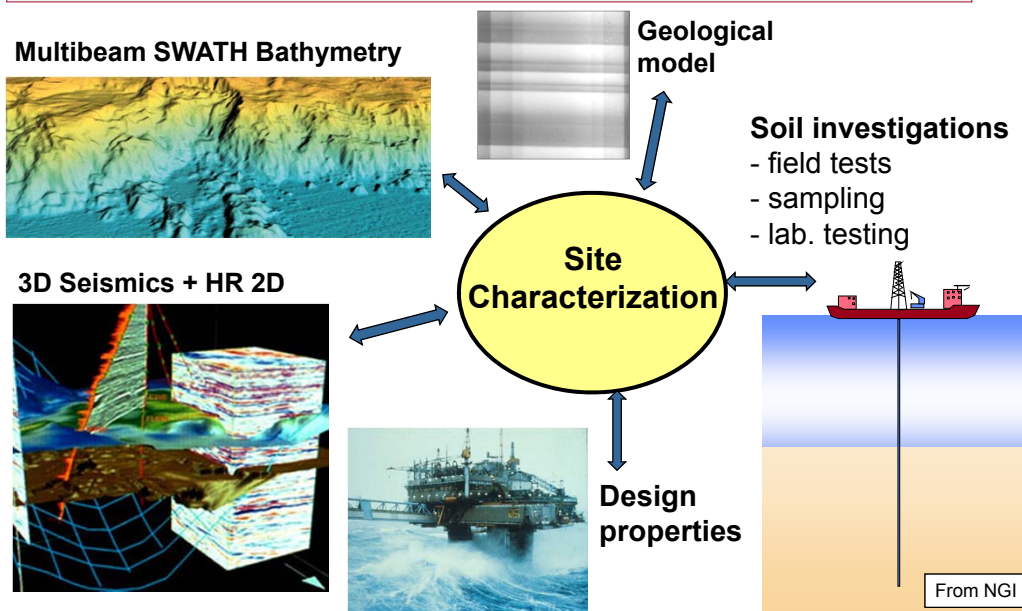 Multibeam SWATH Bathymetry
Geological
model
Soil investigations
- field tests
- sampling
- lab. testing
Site
Characterization
3D Seismics + HR 2D
Design
properties
From NGI